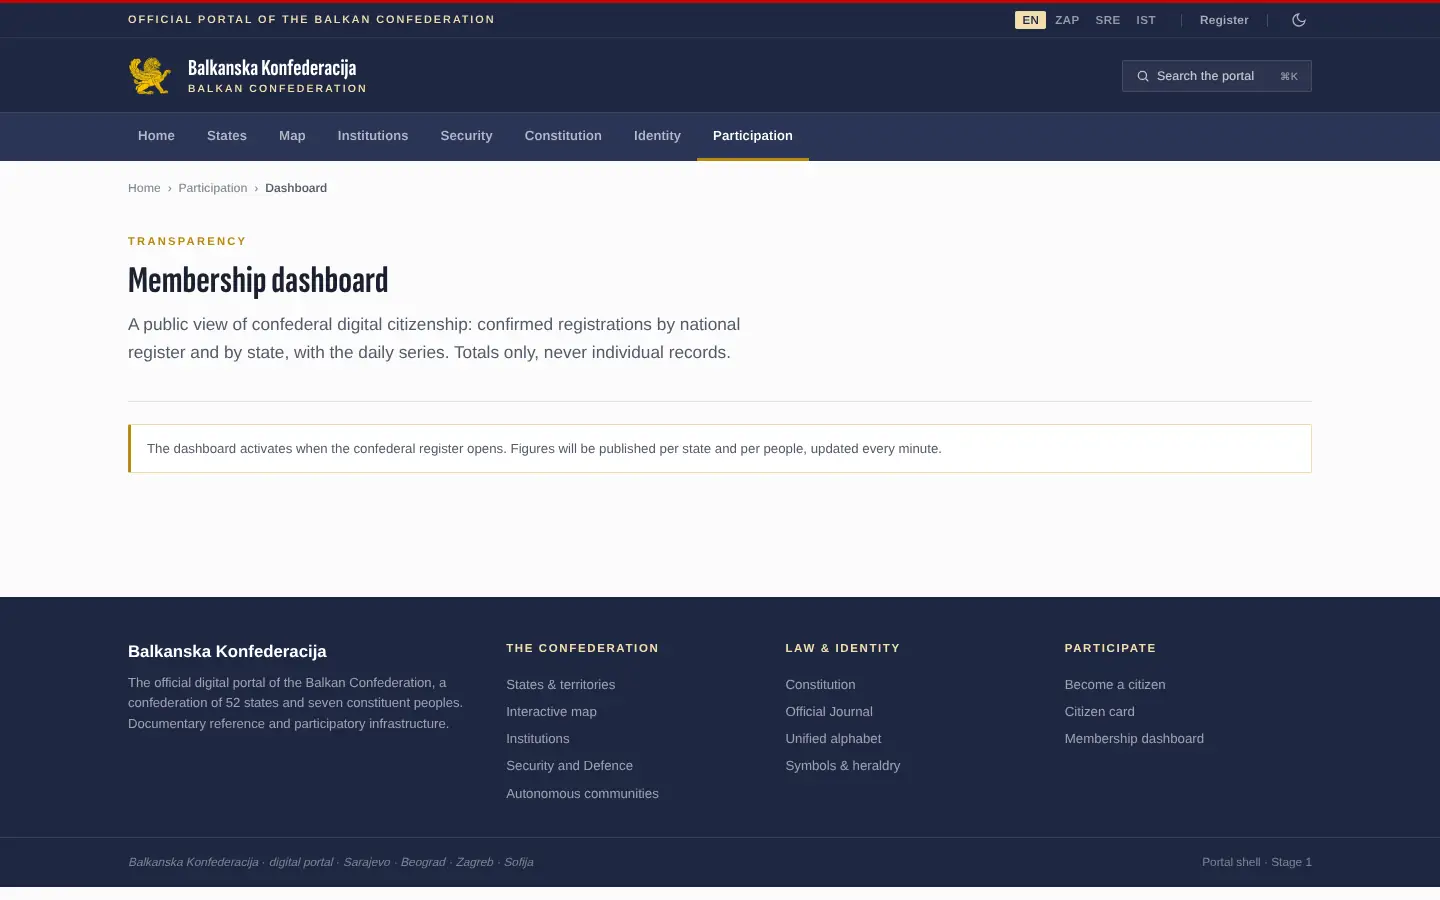 OFFICIAL PORTAL OF THE BALKAN CONFEDERATION
EN ZAP SRE IST Register
Balkanska Konfederacija
BALKAN CONFEDERATION
Search the portal ⌘K
Home States Map Institutions Security Constitution Identity Participation
Home › Participation › Dashboard
TRANSPARENCY
Membership dashboard
A public view of confederal digital citizenship: confirmed registrations by national
register and by state, with the daily series. Totals only, never individual records.
The dashboard activates when the confederal register opens. Figures will be published per state and per people, updated every minute.
Balkanska Konfederacija
The official digital portal of the Balkan Confederation, a
confederation of 52 states and seven constituent peoples.
Documentary reference and participatory infrastructure.
THE CONFEDERATION
States & territories
Interactive map
Institutions
Security and Defence
Autonomous communities
LAW & IDENTITY
Constitution
Official Journal
Unified alphabet
Symbols & heraldry
PARTICIPATE
Become a citizen
Citizen card
Membership dashboard
Balkanska Konfederacija · digital portal · Sarajevo · Beograd · Zagreb · Sofija
Portal shell · Stage 1